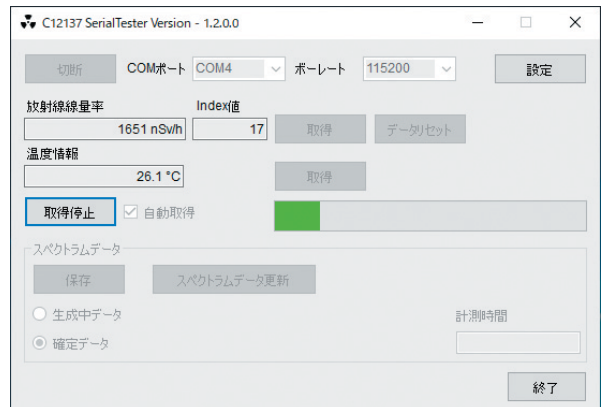 C12137 SerialTester Version - 1.2.0.0
切断 COMポート COM4 ボーレート 115200 設定
放射線線量率 Index値
1651 nSv/h 17 取得 データリセット
温度情報
26.1 °C 取得
取得停止 自動取得
スペクトラムデータ
保存 スペクトラムデータ更新
生成中データ 計測時間
確定データ
終了